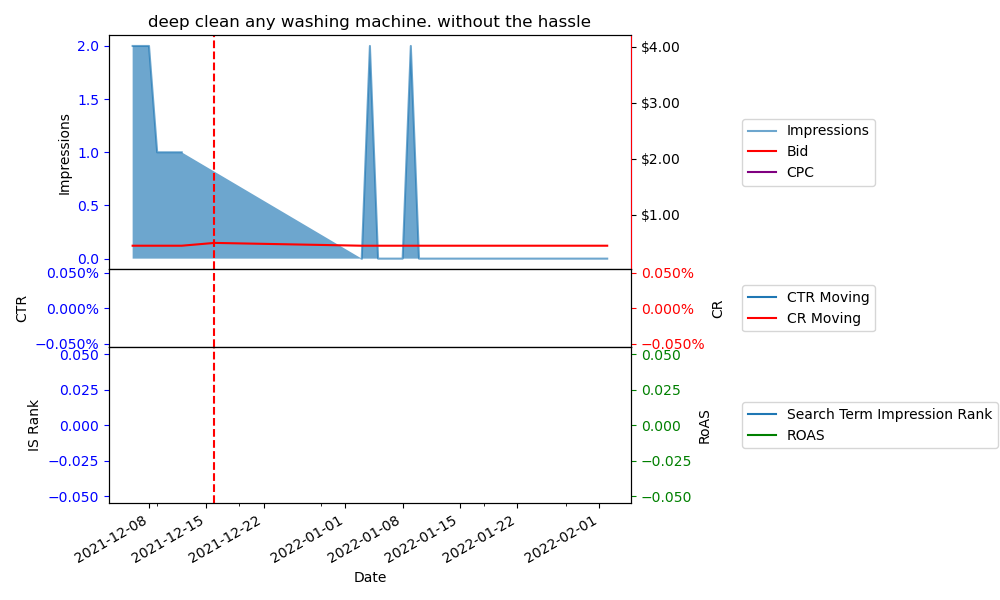 deep clean any washing machine. without the hassle
2.0
1.5
1.0
0.5
0.0
Impressions
$4.00
$3.00
$2.00
$1.00
Impressions
Bid
CPC
0.050%
0.000%
−0.050%
CTR
0.050%
0.000%
−0.050%
CR
CTR Moving
CR Moving
0.050
0.025
0.000
−0.025
−0.050
IS Rank
0.050
0.025
0.000
−0.025
−0.050
RoAS
Search Term Impression Rank
ROAS
2021-12-08
2021-12-15
2021-12-22
2022-01-01
2022-01-08
2022-01-15
2022-01-22
2022-02-01
Date